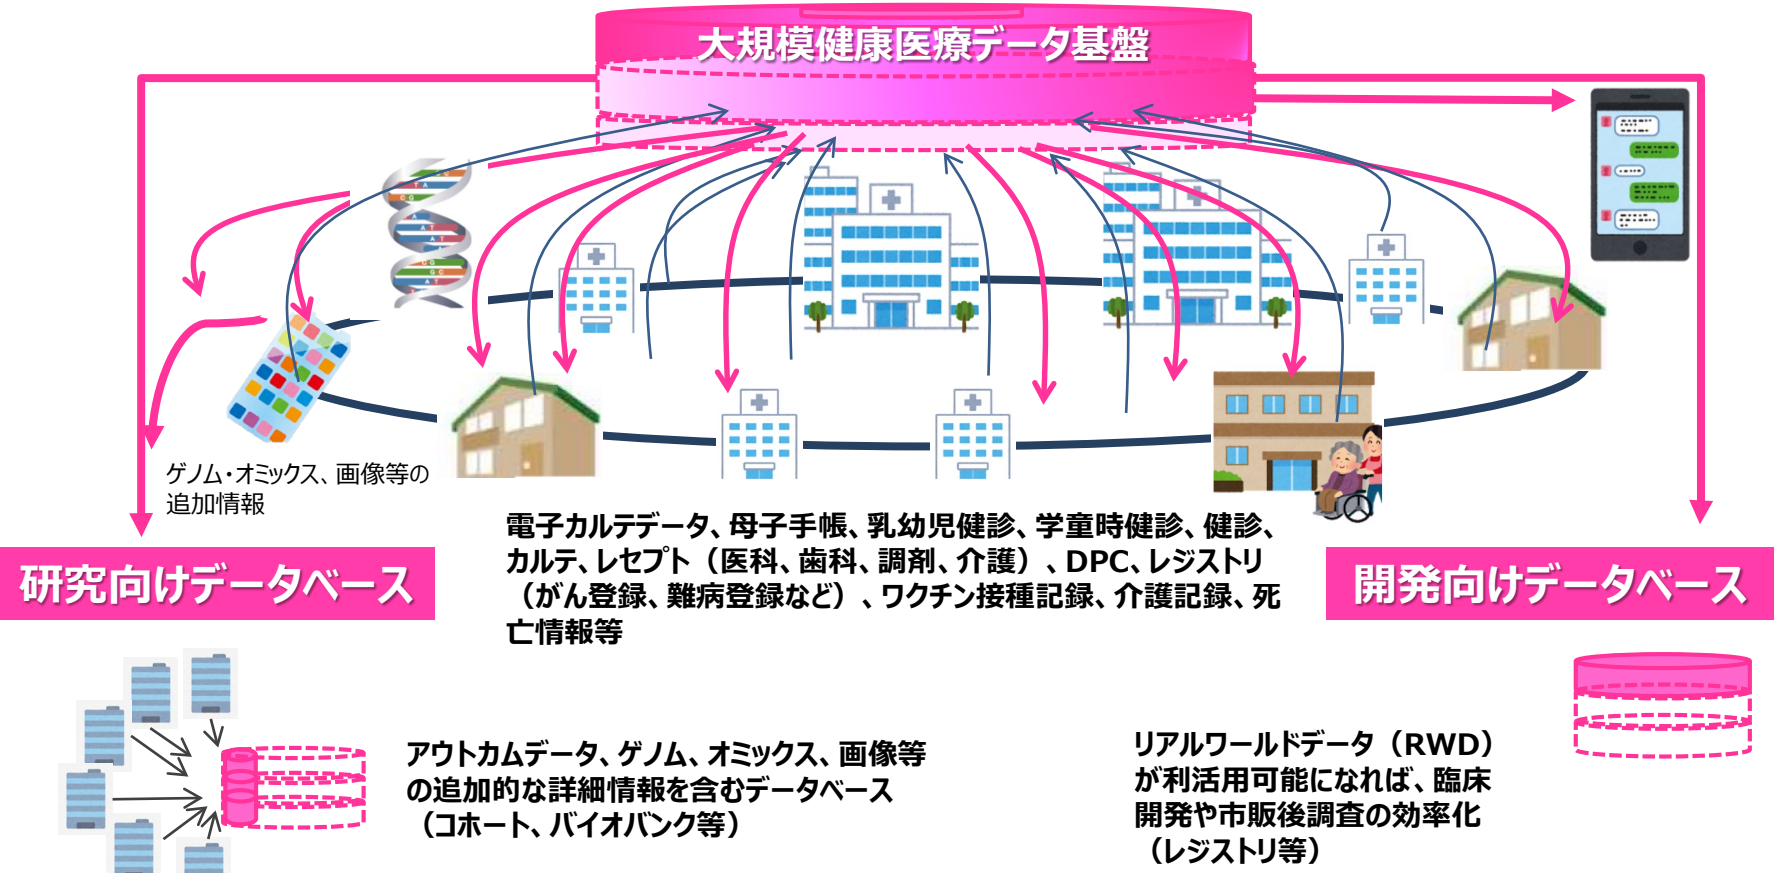 大規模健康医療データ基盤
ゲノム・オミックス、画像等の
追加情報
電子カルテデータ、母子手帳、乳幼児健診、学童時健診、健診、
カルテ、レセプト（医科、歯科、調剤、介護）、DPC、レジストリ
（がん登録、難病登録など）、ワクチン接種記録、介護記録、死
亡情報等
研究向けデータベース
開発向けデータベース
アウトカムデータ、ゲノム、オミックス、画像等
の追加的な詳細情報を含むデータベース
（コホート、バイオバンク等）
リアルワールドデータ（RWD）
が利活用可能になれば、臨床
開発や市販後調査の効率化
（レジストリ等）